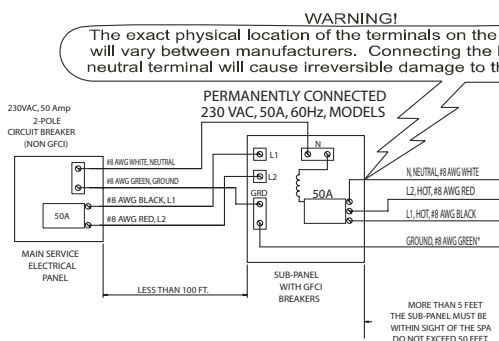 WARNING!
The exact physical location of the terminals on the
will vary between manufacturers. Connecting the
neutral terminal will cause irreversible damage to
PERMANENTLY CONNECTED
230 VAC, 50A, 60Hz, MODELS
230VAC, 50 Amp
2-POLE
CIRCUIT BREAKER
(NON GFCI)
#8 AWG WHITE, NEUTRAL
#8 AWG GREEN, GROUND
#8 AWG BLACK, L1
#8 AWG RED, L2
50A
MAIN SERVICE
ELECTRICAL
PANEL
LESS THAN 100 FT.
L1
N
L2
GRD
50A
SUB-PANEL
WITH GFCI
BREAKERS
N, NEUTRAL, #8 AWG WHITE
L2, HOT, #8 AWG RED
L1, HOT, #8 AWG BLACK
GROUND, #8 AWG GREEN*
MORE THAN 5 FEET
THE SUB-PANEL MUST BE
WITHIN SIGHT OF THE SPA
DO NOT EXCEED 50 FEET